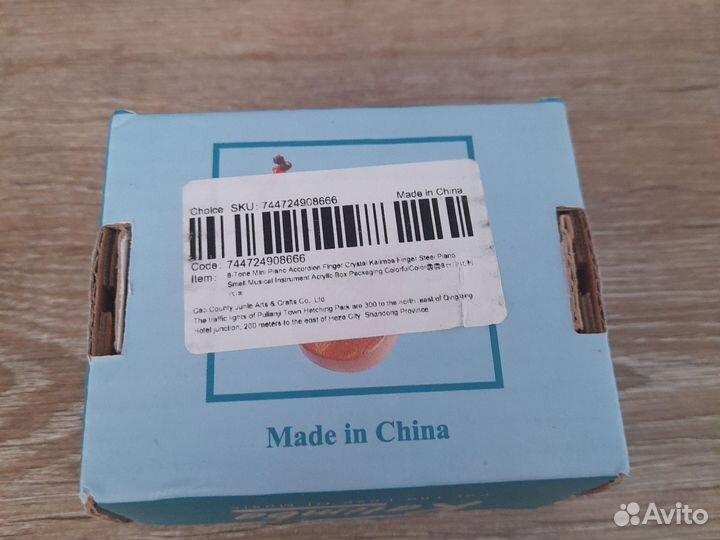 Choice SKU: 744724908666 Made in China
Code: 744724908666
Item: 8-Tone Mini Piano Accordion Finger Crystal Kalimba Finger Steel Piano
Small Musical Instrument Acrylic Box Packaging ColorfulColor
Cao County Junle Arts & Crafts Co., Ltd
The traffic lights of Pulianji Town Hatching Park are 300 to the north, east of Qingqing
Hotel junction, 200 meters to the east of Heze City, Shandong Province
Made in China
Avito